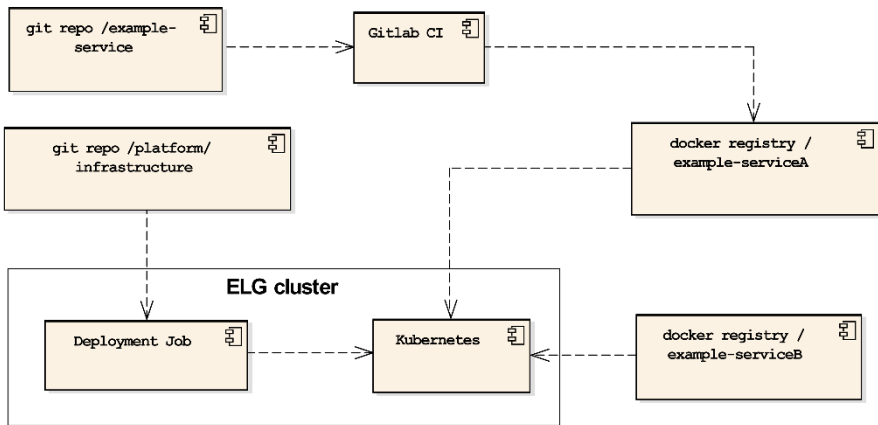 git repo /example-
service
Gitlab CI
git repo /platform/
infrastructure
docker registry /
example-serviceA
ELG cluster
Deployment Job
Kubernetes
docker registry /
example-serviceB